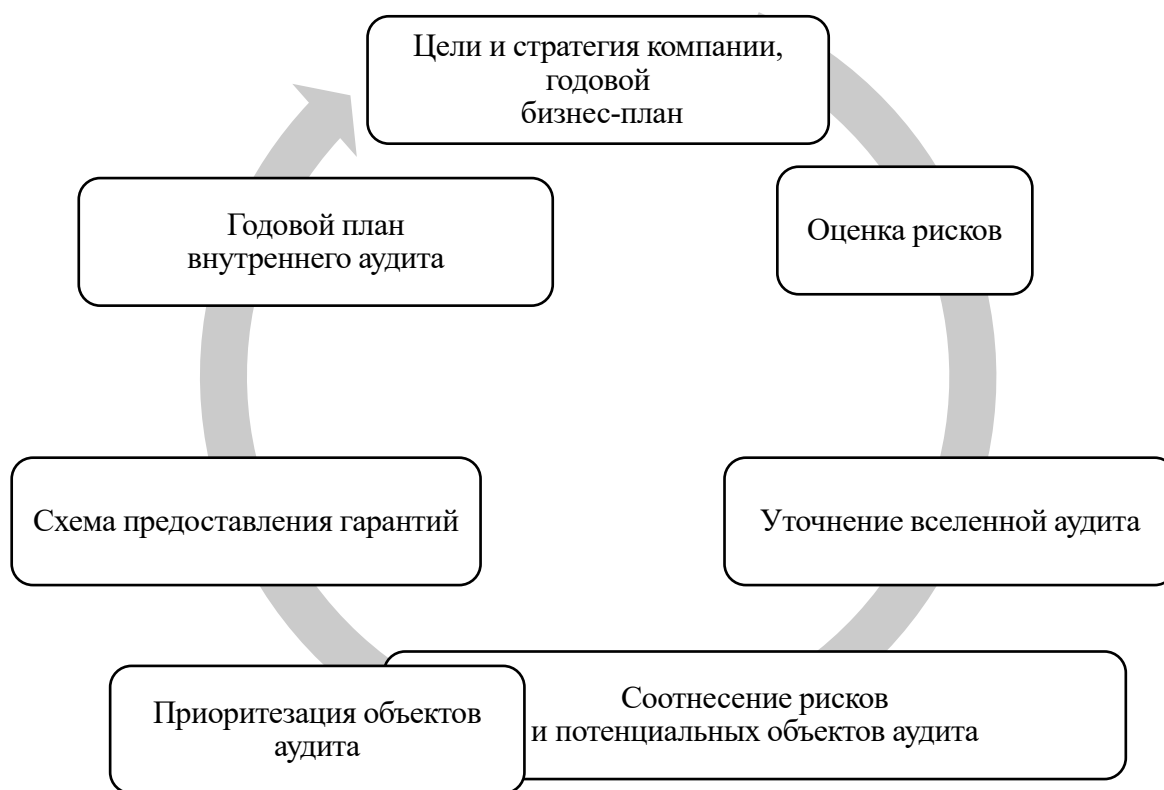 Цели и стратегия компании,
годовой
бизнес-план
Оценка рисков
Уточнение вселенной аудита
Соотнесение рисков
и потенциальных объектов аудита
Приоритезация объектов
аудита
Схема предоставления гарантий
Годовой план
внутреннего аудита